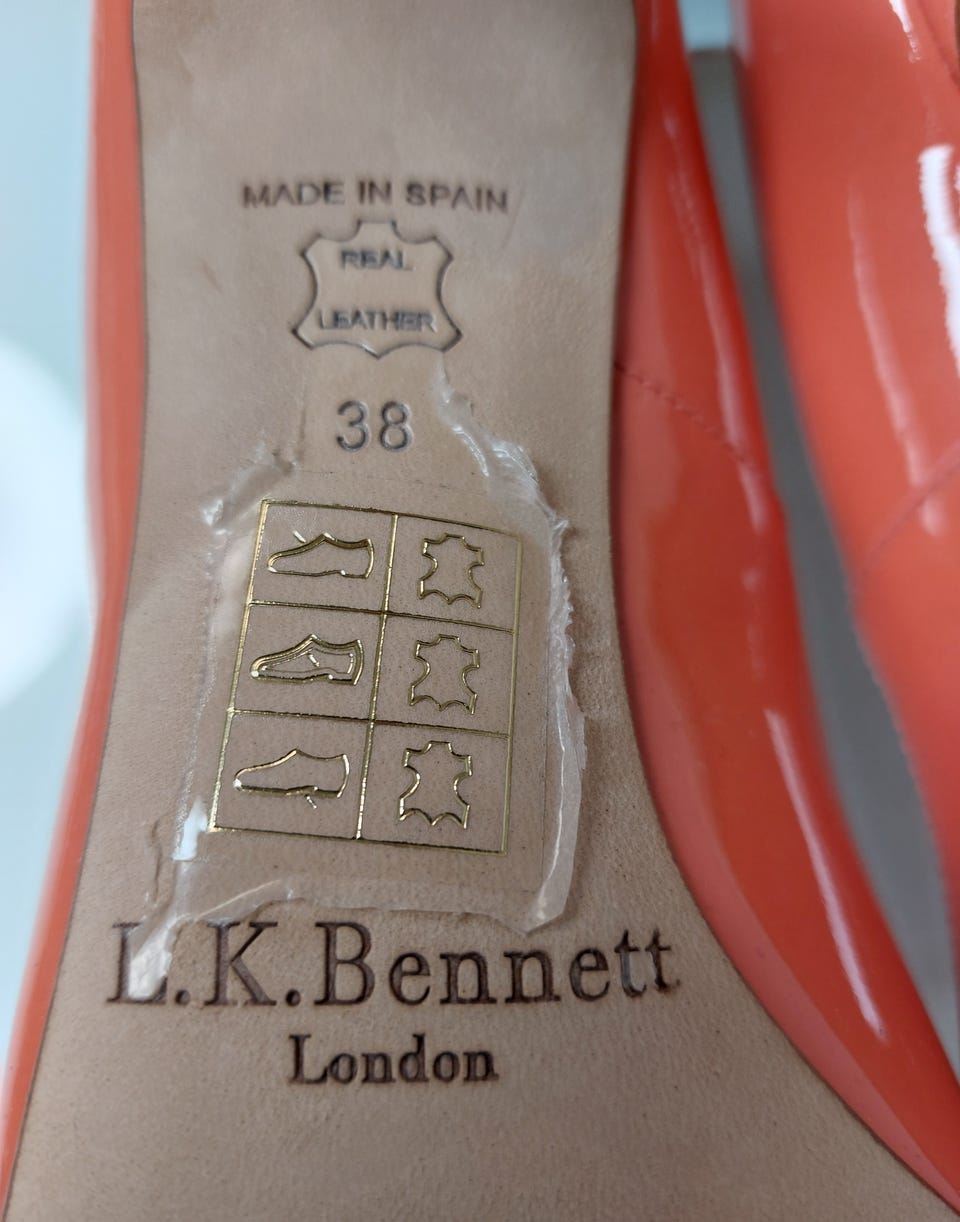 MADE IN SPAIN
REAL
LEATHER
38
L.K.Bennett
London